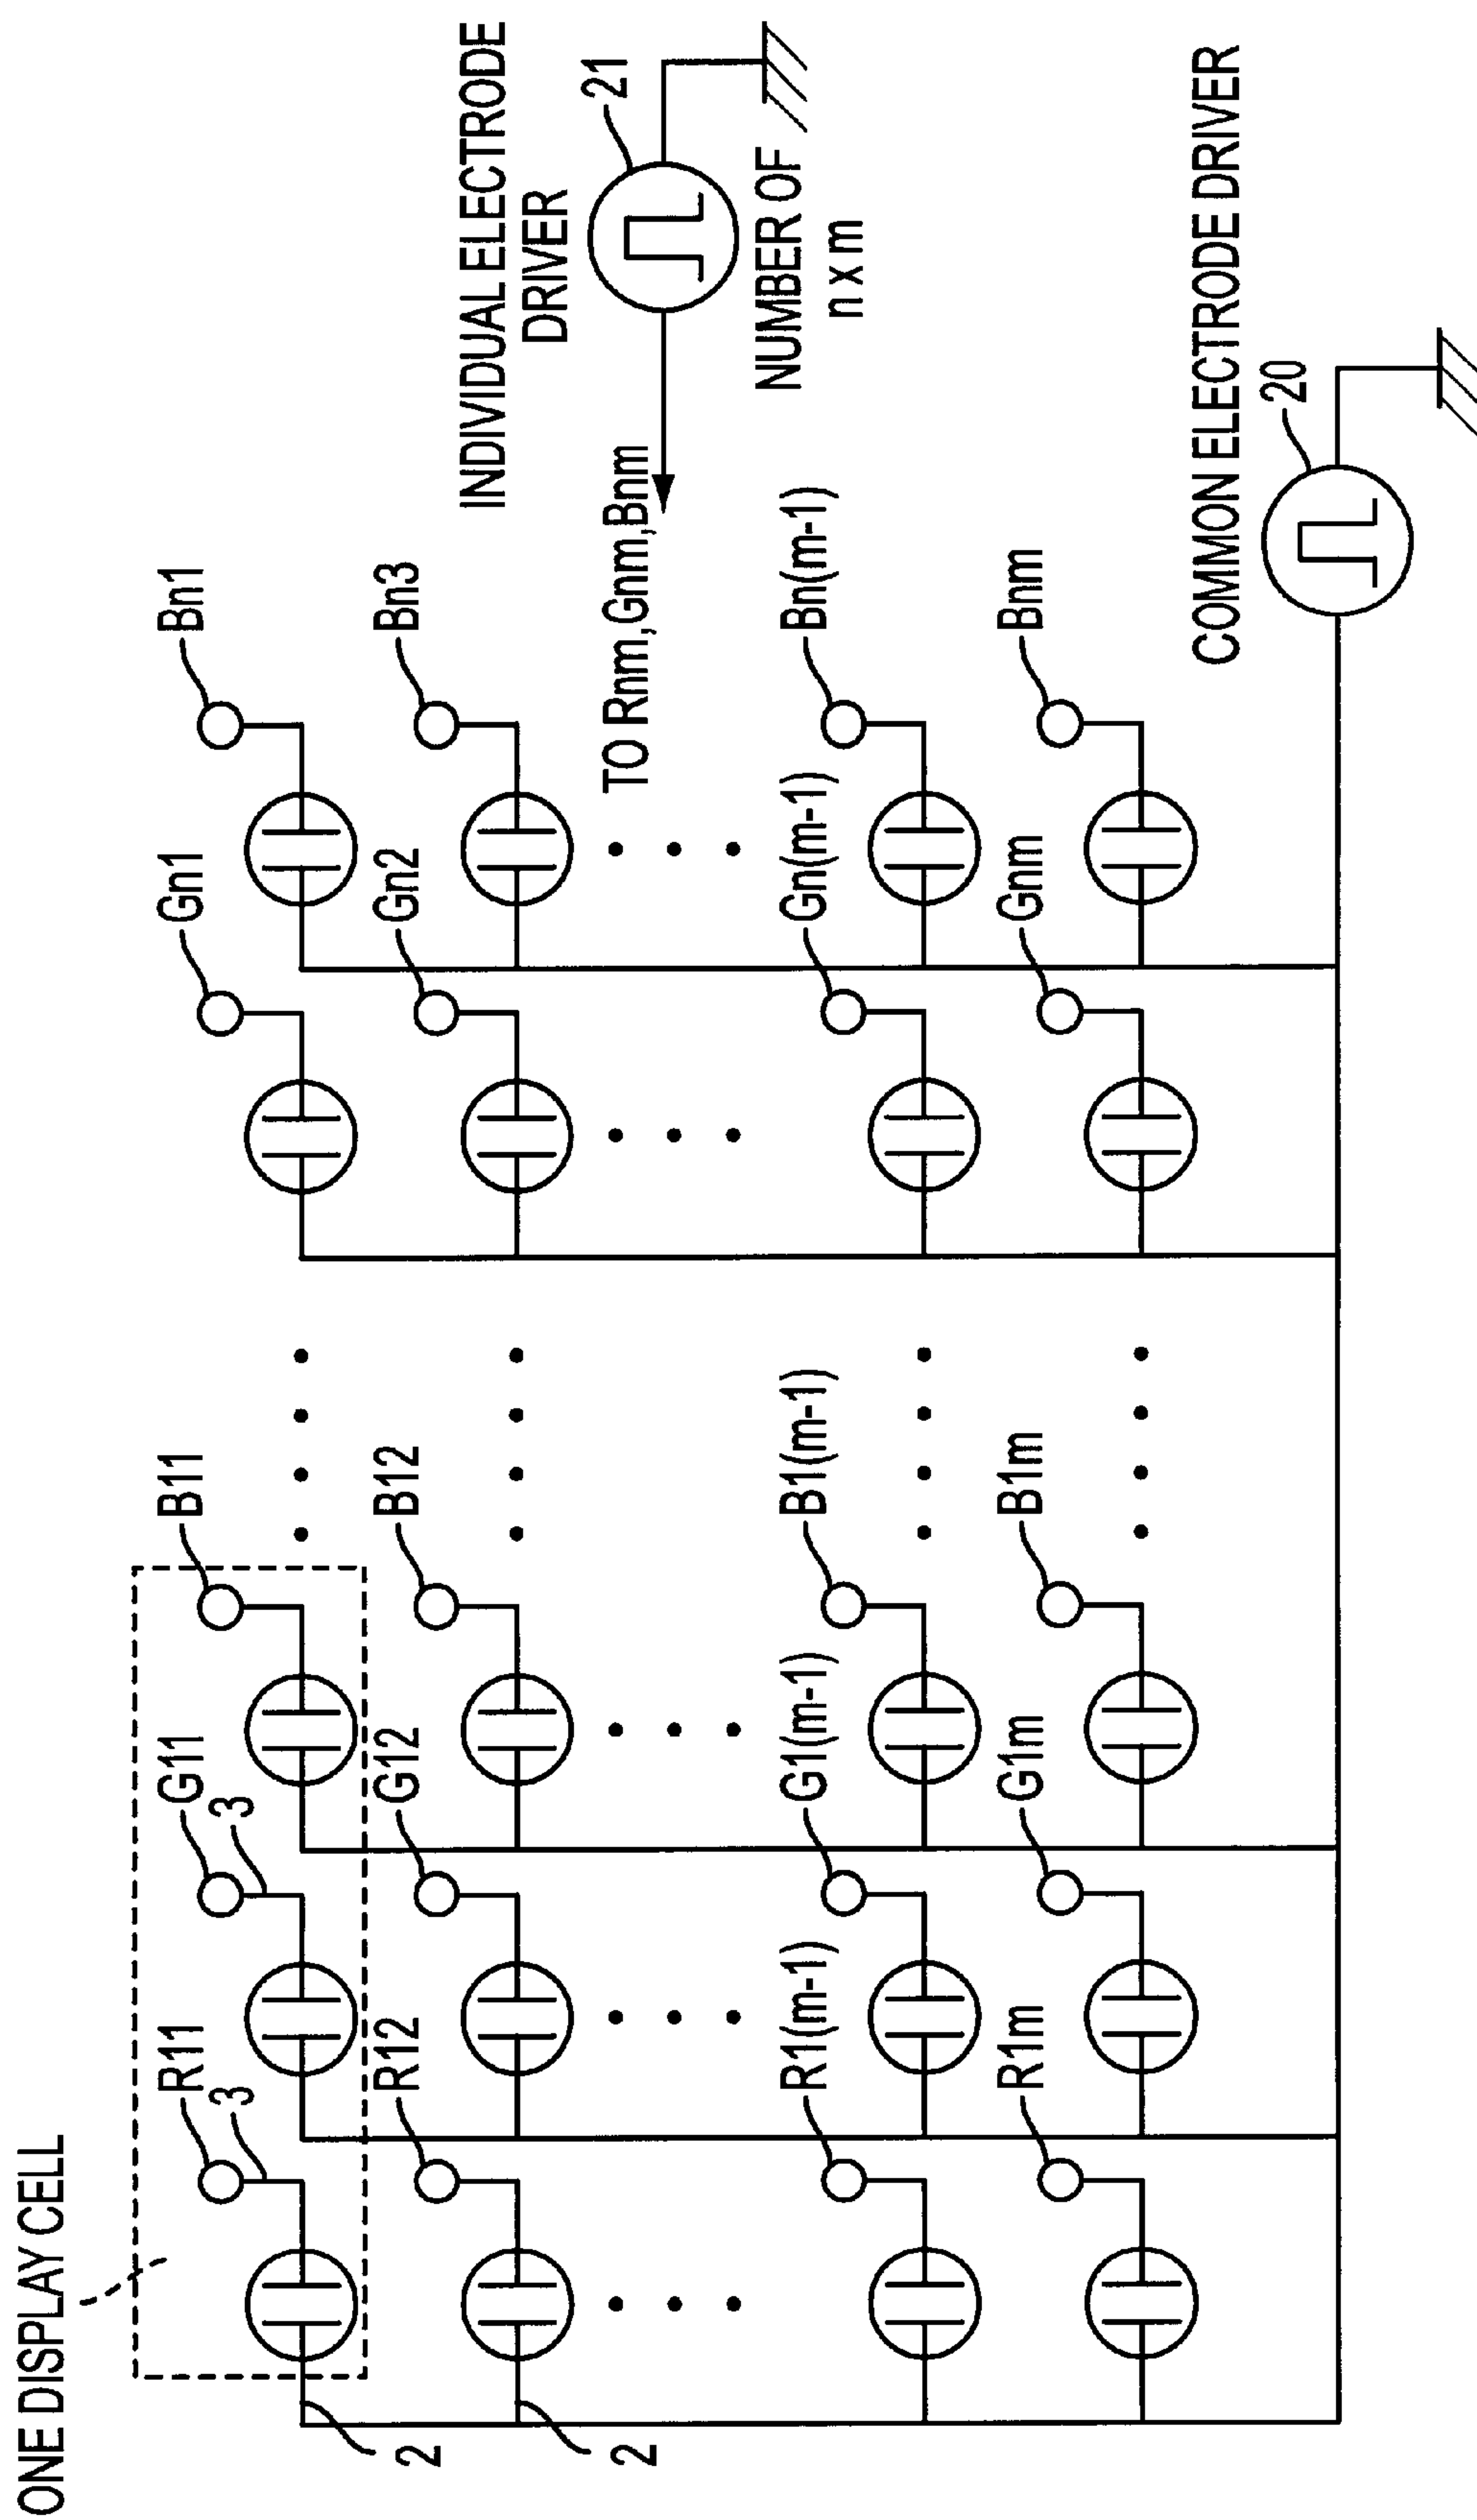 ONE DISPLAY CELL
R11 G11 B11 Gn1 Bn1
3 3
R12 G12 B12 Gn2 Bn3
2
INDIVIDUAL ELECTRODE
DRIVER
21
TO Rnm,Gnm,Bnm
2
NUMBER OF
n x m
R1(m-1) G1(m-1) B1(m-1) Gn(m-1) Bn(m-1)
R1m G1m B1m Gnm Bnm
COMMON ELECTRODE DRIVER
20